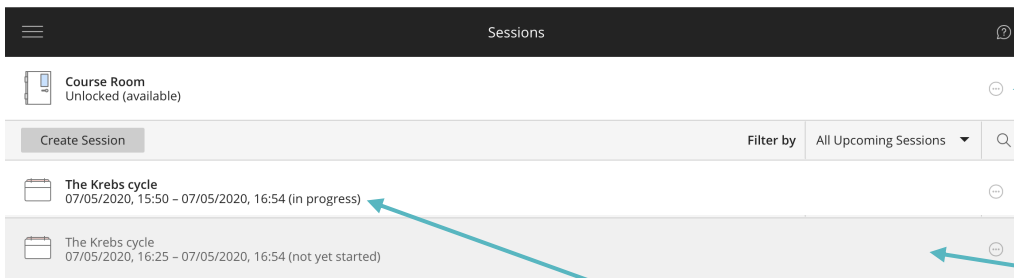 Sessions
Course Room
Unlocked (available)
Create Session
Filter by
All Upcoming Sessions
The Krebs cycle
07/05/2020, 15:50 – 07/05/2020, 16:54 (in progress)
The Krebs cycle
07/05/2020, 16:25 – 07/05/2020, 16:54 (not yet started)